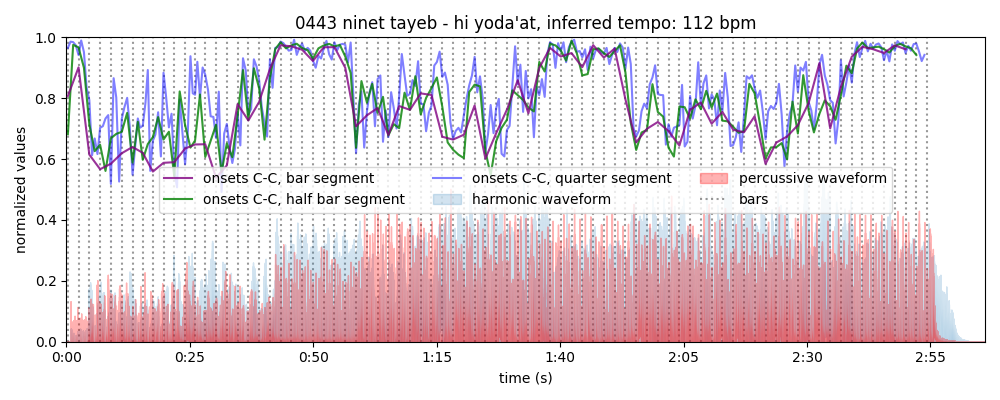 0443 ninet tayeb - hi yoda'at, inferred tempo: 112 bpm
1.0
0.8
0.6
0.4
0.2
0.0
normalized values
onsets C-C, bar segment
onsets C-C, half bar segment
onsets C-C, quarter segment
harmonic waveform
percussive waveform
bars
0:00 0:25 0:50 1:15 1:40 2:05 2:30 2:55
time (s)